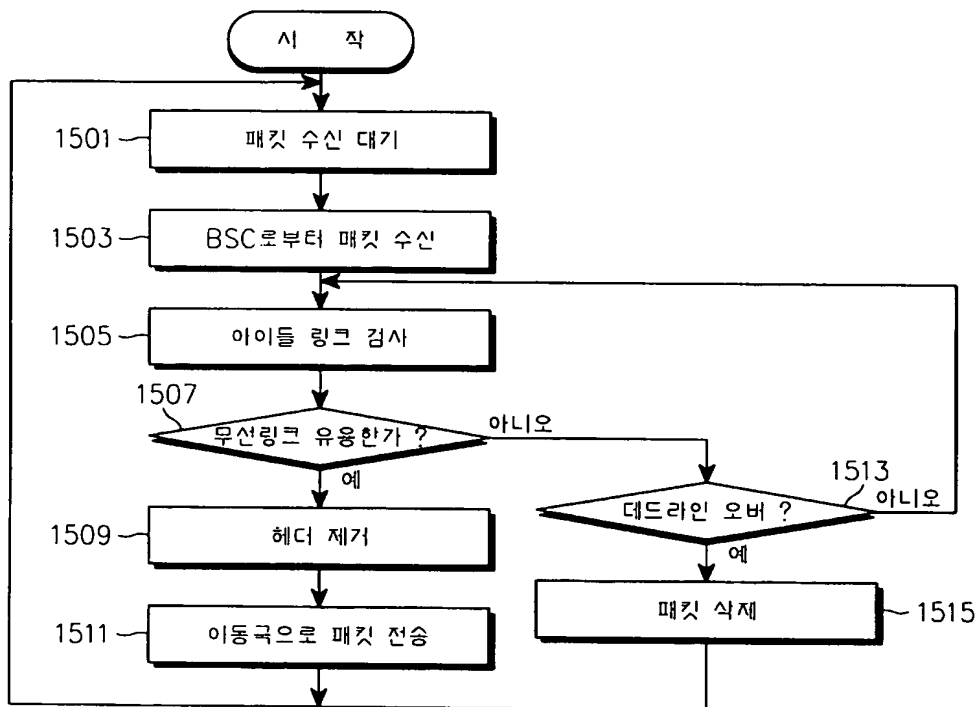 시 작
1501
패킷 수신 대기
1503
BSC로부터 패킷 수신
1505
아이들 링크 검사
1507
무선링크 유용한가 ?
아니오
예
1513
데드라인 오버 ?
아니오
예
1509
헤더 제거
패킷 삭제
1515
1511
이동국으로 패킷 전송